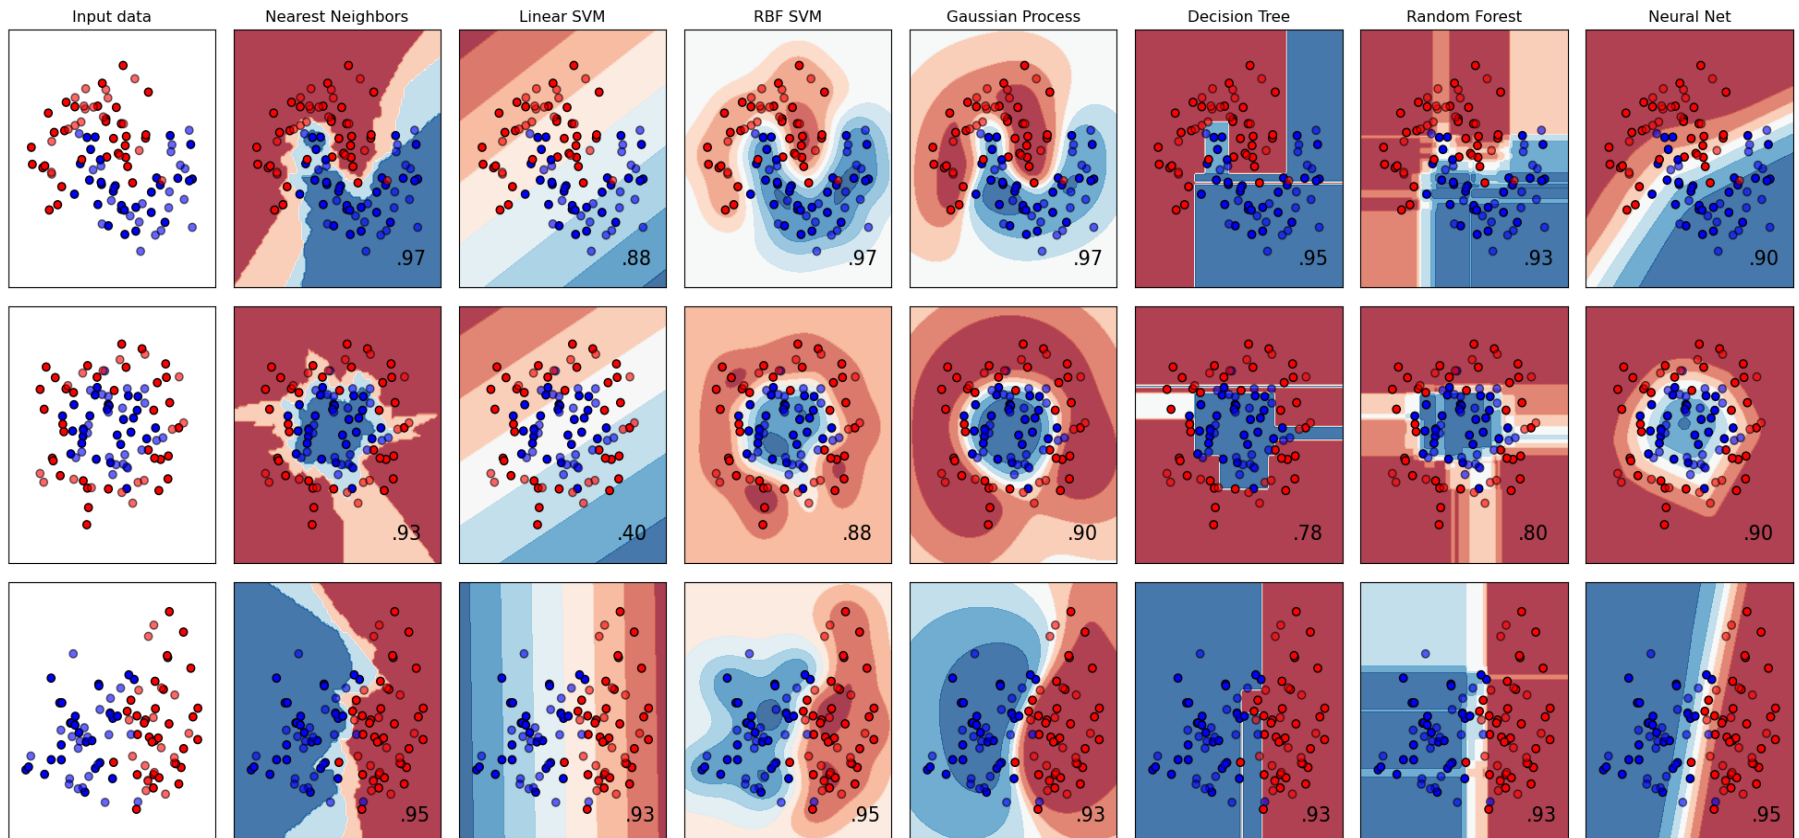 Input data Nearest Neighbors Linear SVM RBF SVM Gaussian Process Decision Tree Random Forest Neural Net
.97 .88 .97 .97 .95 .93 .90
.93 .40 .88 .90 .78 .80 .90
.95 .93 .95 .93 .93 .93 .95